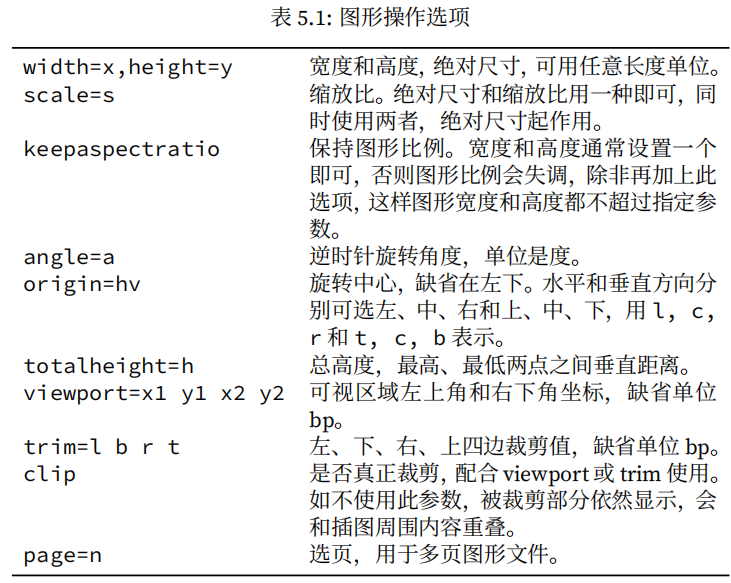 表 5.1: 图形操作选项
width=x,height=y 宽度和高度, 绝对尺寸, 可用任意长度单位。
scale=s 缩放比。绝对尺寸和缩放比用一种即可, 同
时使用两者, 绝对尺寸起作用。
keepaspectratio 保持图形比例。宽度和高度通常设置一个
即可, 否则图形比例会失调, 除非再加上此
选项, 这样图形宽度和高度都不超过指定参
数。
angle=a 逆时针旋转角度, 单位是度。
origin=hv 旋转中心, 缺省在左下。水平和垂直方向分
别可选左、中、右和上、中、下, 用 l, c,
r 和 t, c, b 表示。
totalheight=h 总高度, 最高、最低两点之间垂直距离。
viewport=x1 y1 x2 y2 可视区域左上角和右下角坐标, 缺省单位
bp。
trim=l b r t 左、下、右、上四边裁剪值, 缺省单位 bp。
clip 是否真正裁剪, 配合 viewport 或 trim 使用。
如不使用此参数, 被裁剪部分依然显示, 会
和插图周围内容重叠。
page=n 选页, 用于多页图形文件。